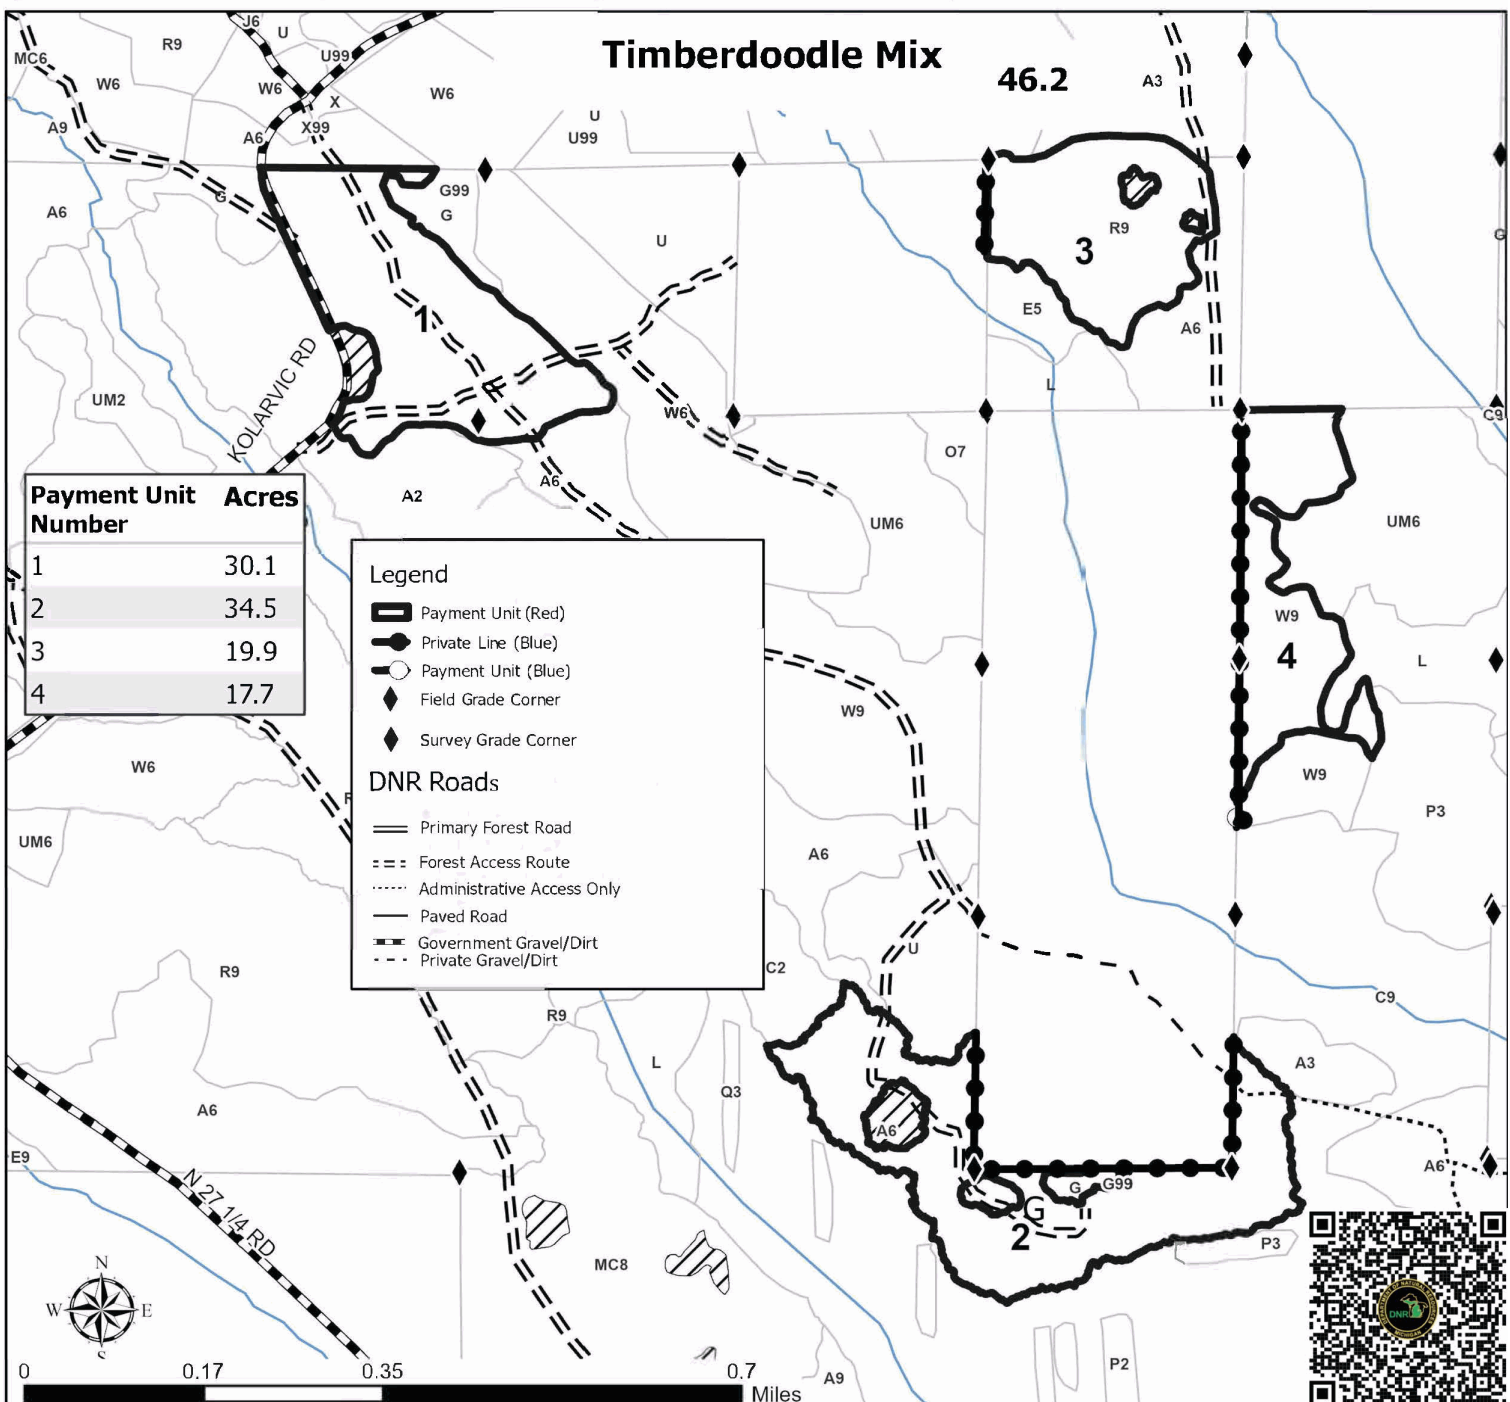 Timberdoodle Mix
46.2
J6
U
R9
MC6
U99
W6
W6
W6
A3
X
A9
X99
A6
U
U99
G99
G
G
A6
U
R9
3
G
1
E5
A6
KOLARVIC RD
L
UM2
W6
C9
O7
A6
A2
UM6
UM6
Payment Unit Number Acres
1 30.1
2 34.5
3 19.9
4 17.7
Legend
Payment Unit (Red)
Private Line (Blue)
Payment Unit (Blue)
Field Grade Corner
Survey Grade Corner
DNR Roads
Primary Forest Road
Forest Access Route
Administrative Access Only
Paved Road
Government Gravel/Dirt
Private Gravel/Dirt
W9
4
L
W9
W6
W9
P3
UM6
A6
U
R9
C2
C9
R9
L
Q3
A3
A6
A6
E9
A6
G
G99
G
2
N 27 1/4 RD
MC8
P3
N
W
E
S
P2
A9
DEPARTMENT OF NATURAL RESOURCES
DNR
MICHIGAN
0 0.17 0.35 0.7
Miles